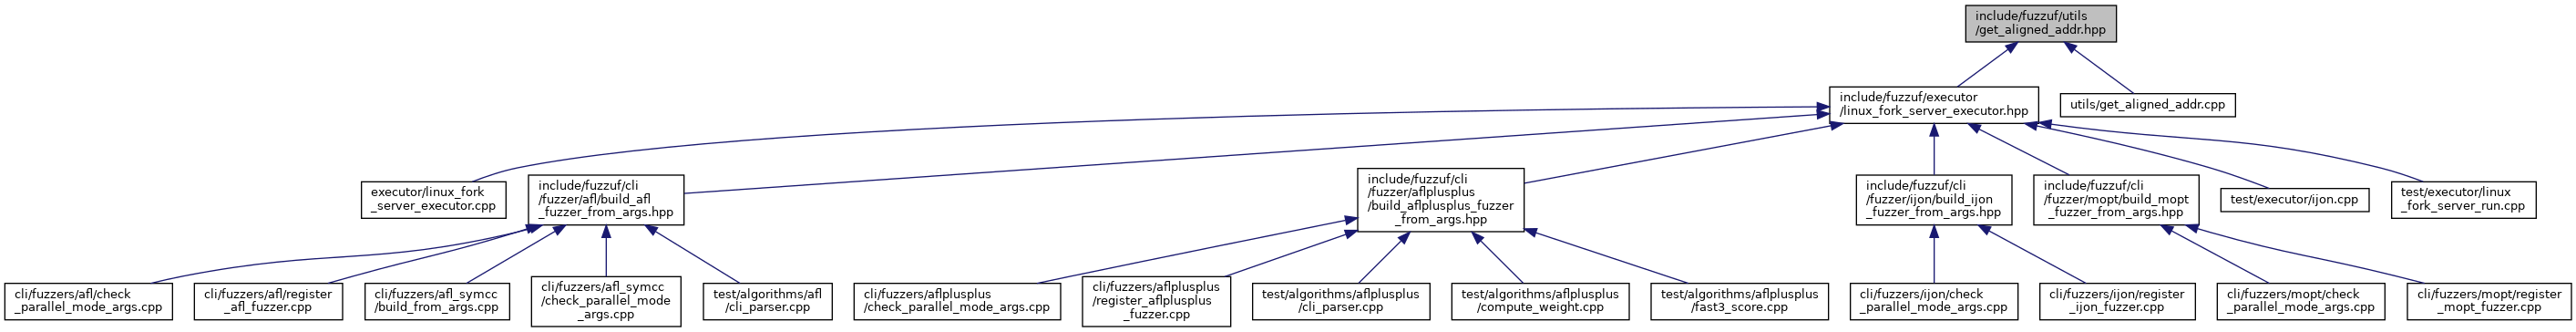 include/fuzzuf/utils
/get_aligned_addr.hpp
include/fuzzuf/executor
/linux_fork_server_executor.hpp
utils/get_aligned_addr.cpp
executor/linux_fork
_server_executor.cpp
include/fuzzuf/cli
/fuzzer/afl/build_afl
_fuzzer_from_args.hpp
include/fuzzuf/cli
/fuzzer/aflplusplus
/build_aflplusplus_fuzzer
_from_args.hpp
include/fuzzuf/cli
/fuzzer/ijon/build_ijon
_fuzzer_from_args.hpp
include/fuzzuf/cli
/fuzzer/mopt/build_mopt
_fuzzer_from_args.hpp
test/executor/ijon.cpp
test/executor/linux
_fork_server_run.cpp
cli/fuzzers/afl/check
_parallel_mode_args.cpp
cli/fuzzers/afl/register
_afl_fuzzer.cpp
cli/fuzzers/afl_symcc
/build_from_args.cpp
cli/fuzzers/afl_symcc
/check_parallel_mode
_args.cpp
test/algorithms/afl
/cli_parser.cpp
cli/fuzzers/aflplusplus
/check_parallel_mode_args.cpp
cli/fuzzers/aflplusplus
/register_aflplusplus
_fuzzer.cpp
test/algorithms/aflplusplus
/cli_parser.cpp
test/algorithms/aflplusplus
/compute_weight.cpp
test/algorithms/aflplusplus
/fast3_score.cpp
cli/fuzzers/ijon/check
_parallel_mode_args.cpp
cli/fuzzers/ijon/register
_ijon_fuzzer.cpp
cli/fuzzers/mopt/check
_parallel_mode_args.cpp
cli/fuzzers/mopt/register
_mopt_fuzzer.cpp